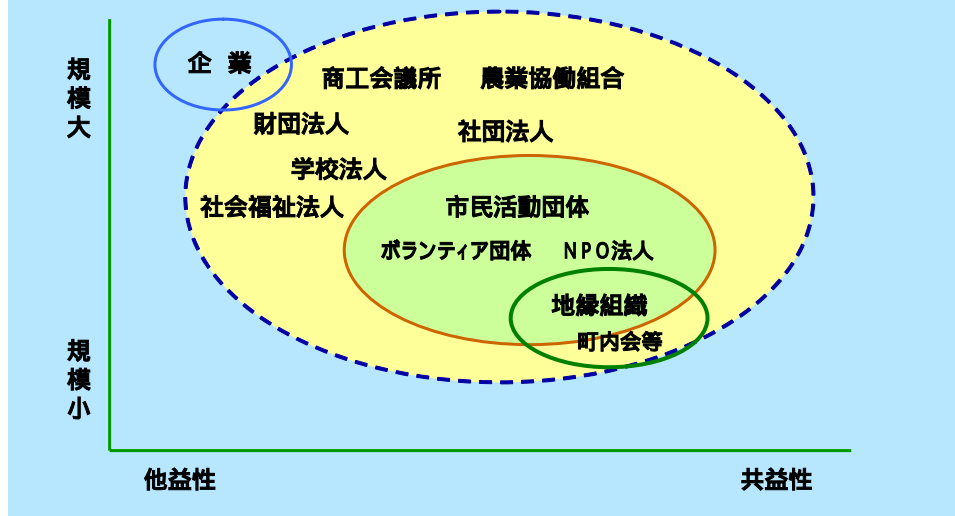 規模大
企 業
商工会議所 農業協働組合
財団法人
社団法人
学校法人
社会福祉法人
市民活動団体
ボランティア団体 NPO法人
地縁組織
町内会等
規模小
他益性 共益性